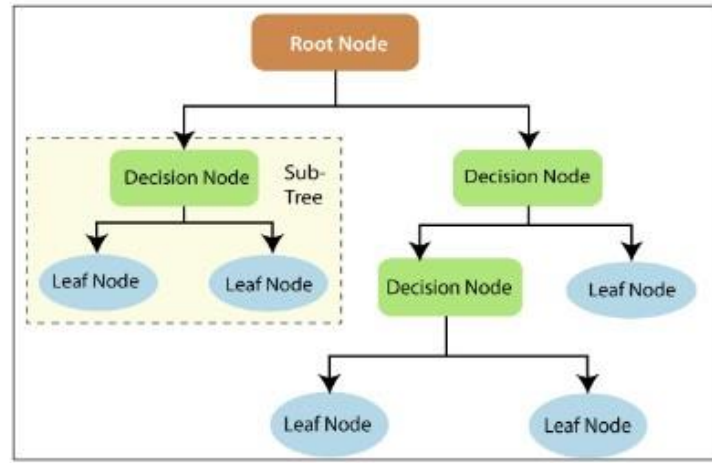 Root Node
Decision Node
Sub-
Tree
Decision Node
Leaf Node
Leaf Node
Decision Node
Leaf Node
Leaf Node
Leaf Node